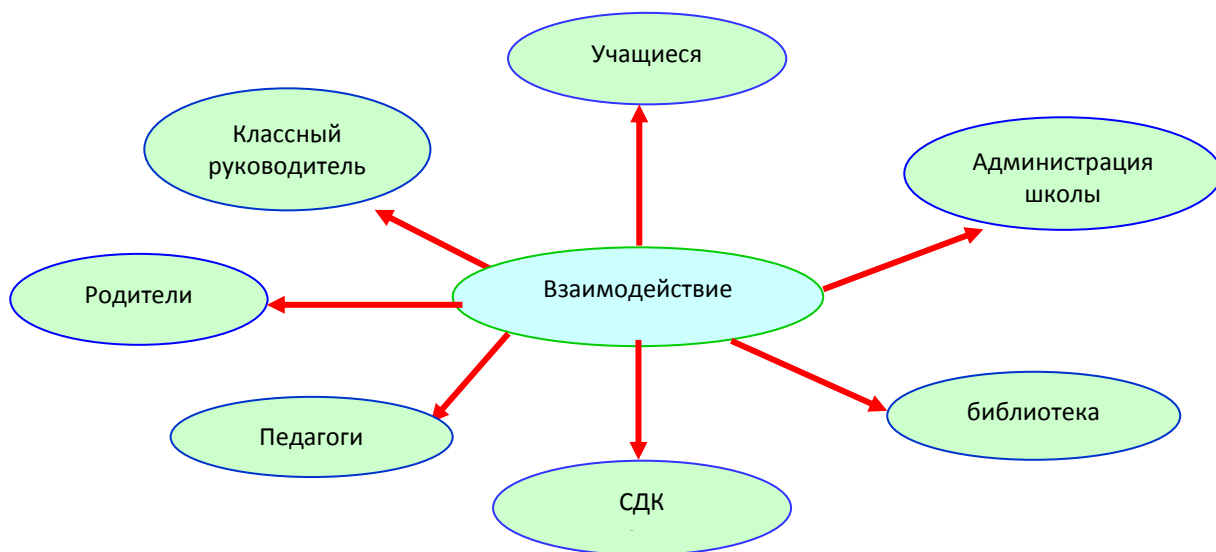 Учащиеся
Классный
руководитель
Администрация
школы
Родители
Взаимодействие
Педагоги
библиотека
СДК